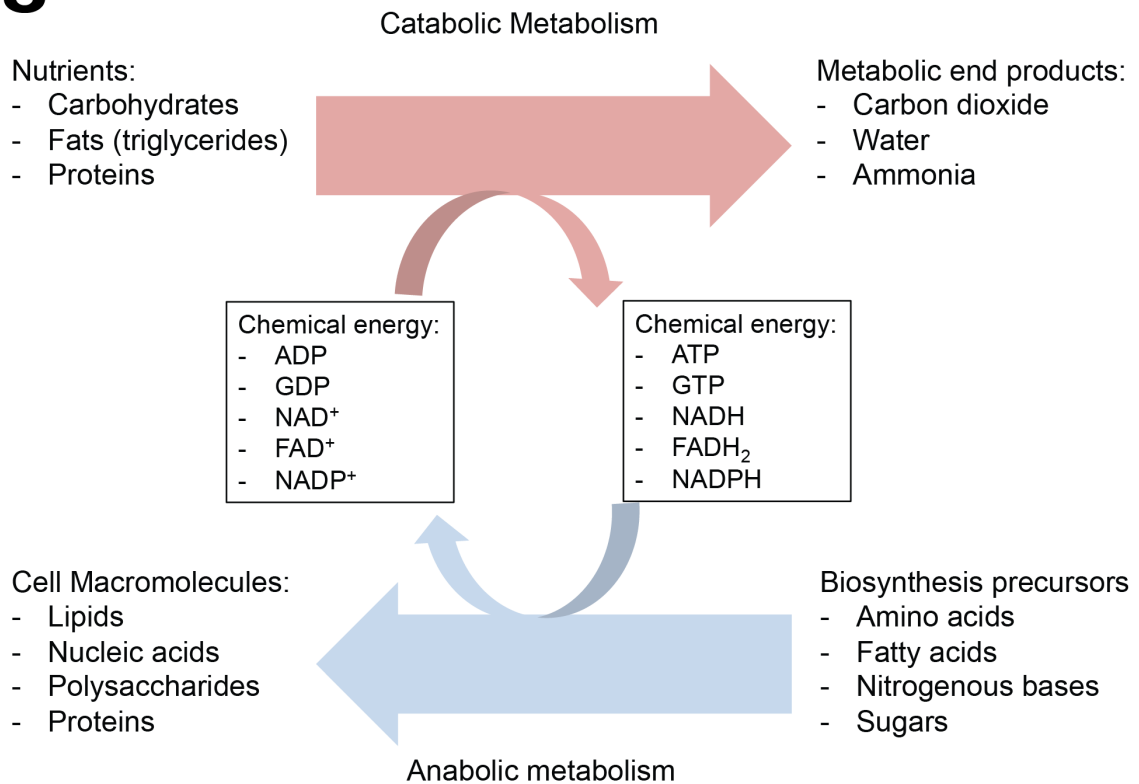 Catabolic Metabolism
Nutrients:
- Carbohydrates
- Fats (triglycerides)
- Proteins
Metabolic end products:
- Carbon dioxide
- Water
- Ammonia
Chemical energy:
- ADP
- GDP
- NAD⁺
- FAD⁺
- NADP⁺
Chemical energy:
- ATP
- GTP
- NADH
- FADH₂
- NADPH
Cell Macromolecules:
- Lipids
- Nucleic acids
- Polysaccharides
- Proteins
Biosynthesis precursors
- Amino acids
- Fatty acids
- Nitrogenous bases
- Sugars
Anabolic metabolism